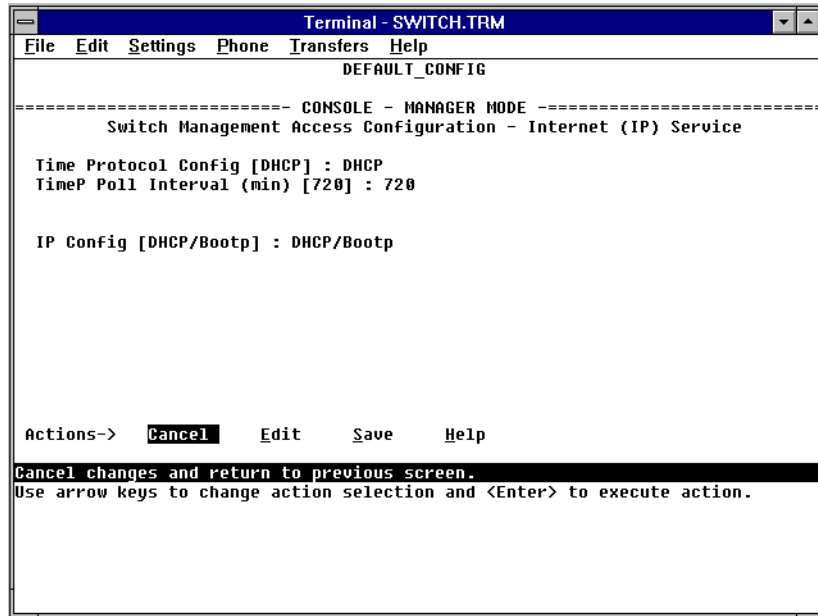 Terminal - SWITCH.TRM
File Edit Settings Phone Transfers Help
DEFAULT_CONFIG
==========================- CONSOLE - MANAGER MODE -===========================
Switch Management Access Configuration - Internet (IP) Service
Time Protocol Config [DHCP] : DHCP
TimeP Poll Interval (min) [720] : 720
IP Config [DHCP/Bootp] : DHCP/Bootp
Actions-> Cancel Edit Save Help
Cancel changes and return to previous screen.
Use arrow keys to change action selection and <Enter> to execute action.